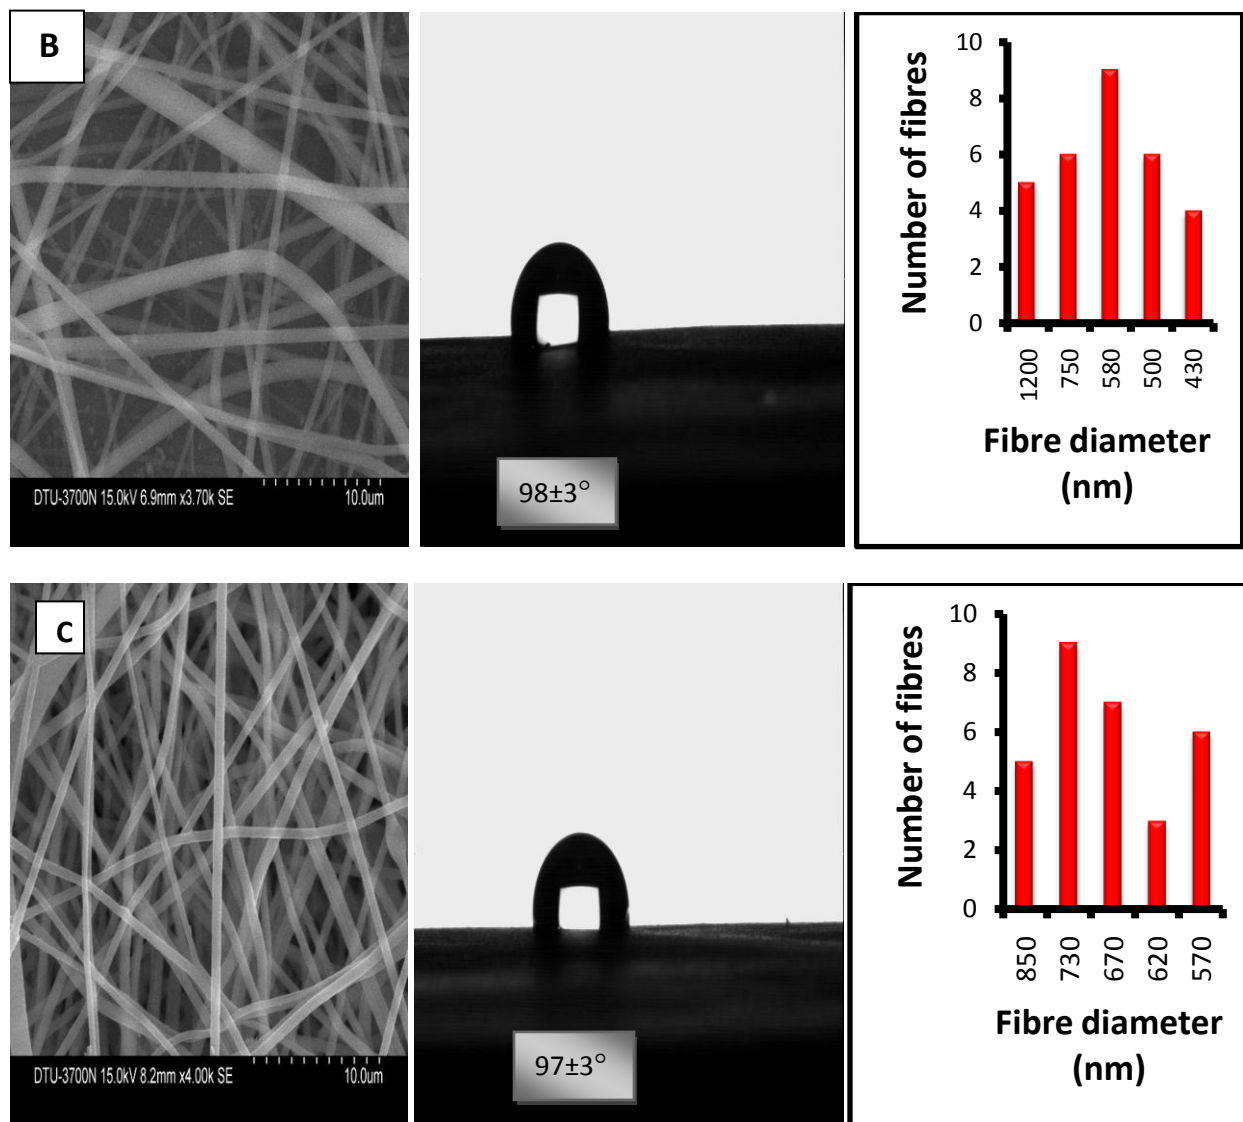 B
DTU-3700N 15.0kV 6.9mm x3.70k SE
10.0um
98±3°
Number of fibres
10
8
6
4
2
0
1200
750
580
500
430
Fibre diameter
(nm)
C
DTU-3700N 15.0kV 8.2mm x4.00k SE
10.0um
97±3°
Number of fibres
10
8
6
4
2
0
850
730
670
620
570
Fibre diameter
(nm)